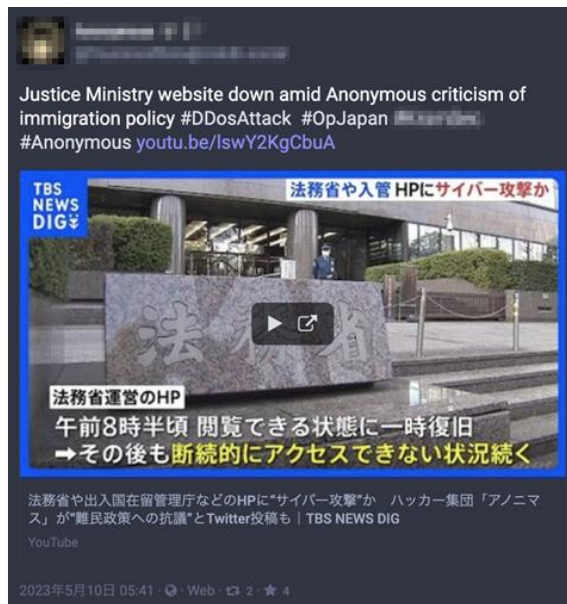 Justice Ministry website down amid Anonymous criticism of
immigration policy #DDosAttack #OpJapan
#Anonymous youtu.be/lswY2KgCbuA
TBS
NEWS
DIG
法務省や入管HPにサイバー攻撃か
法務省
法務省運営のHP
午前8時半頃 閲覧できる状態に一時復旧
➡その後も断続的にアクセスできない状況続く
法務省や出入国在留管理庁などのHPに“サイバー攻撃”か ハッカー集団「アノニマ
ス」が“難民政策への抗議”とTwitter投稿も|TBS NEWS DIG
YouTube
2023年5月10日 05:41 · Web · 2 · 4